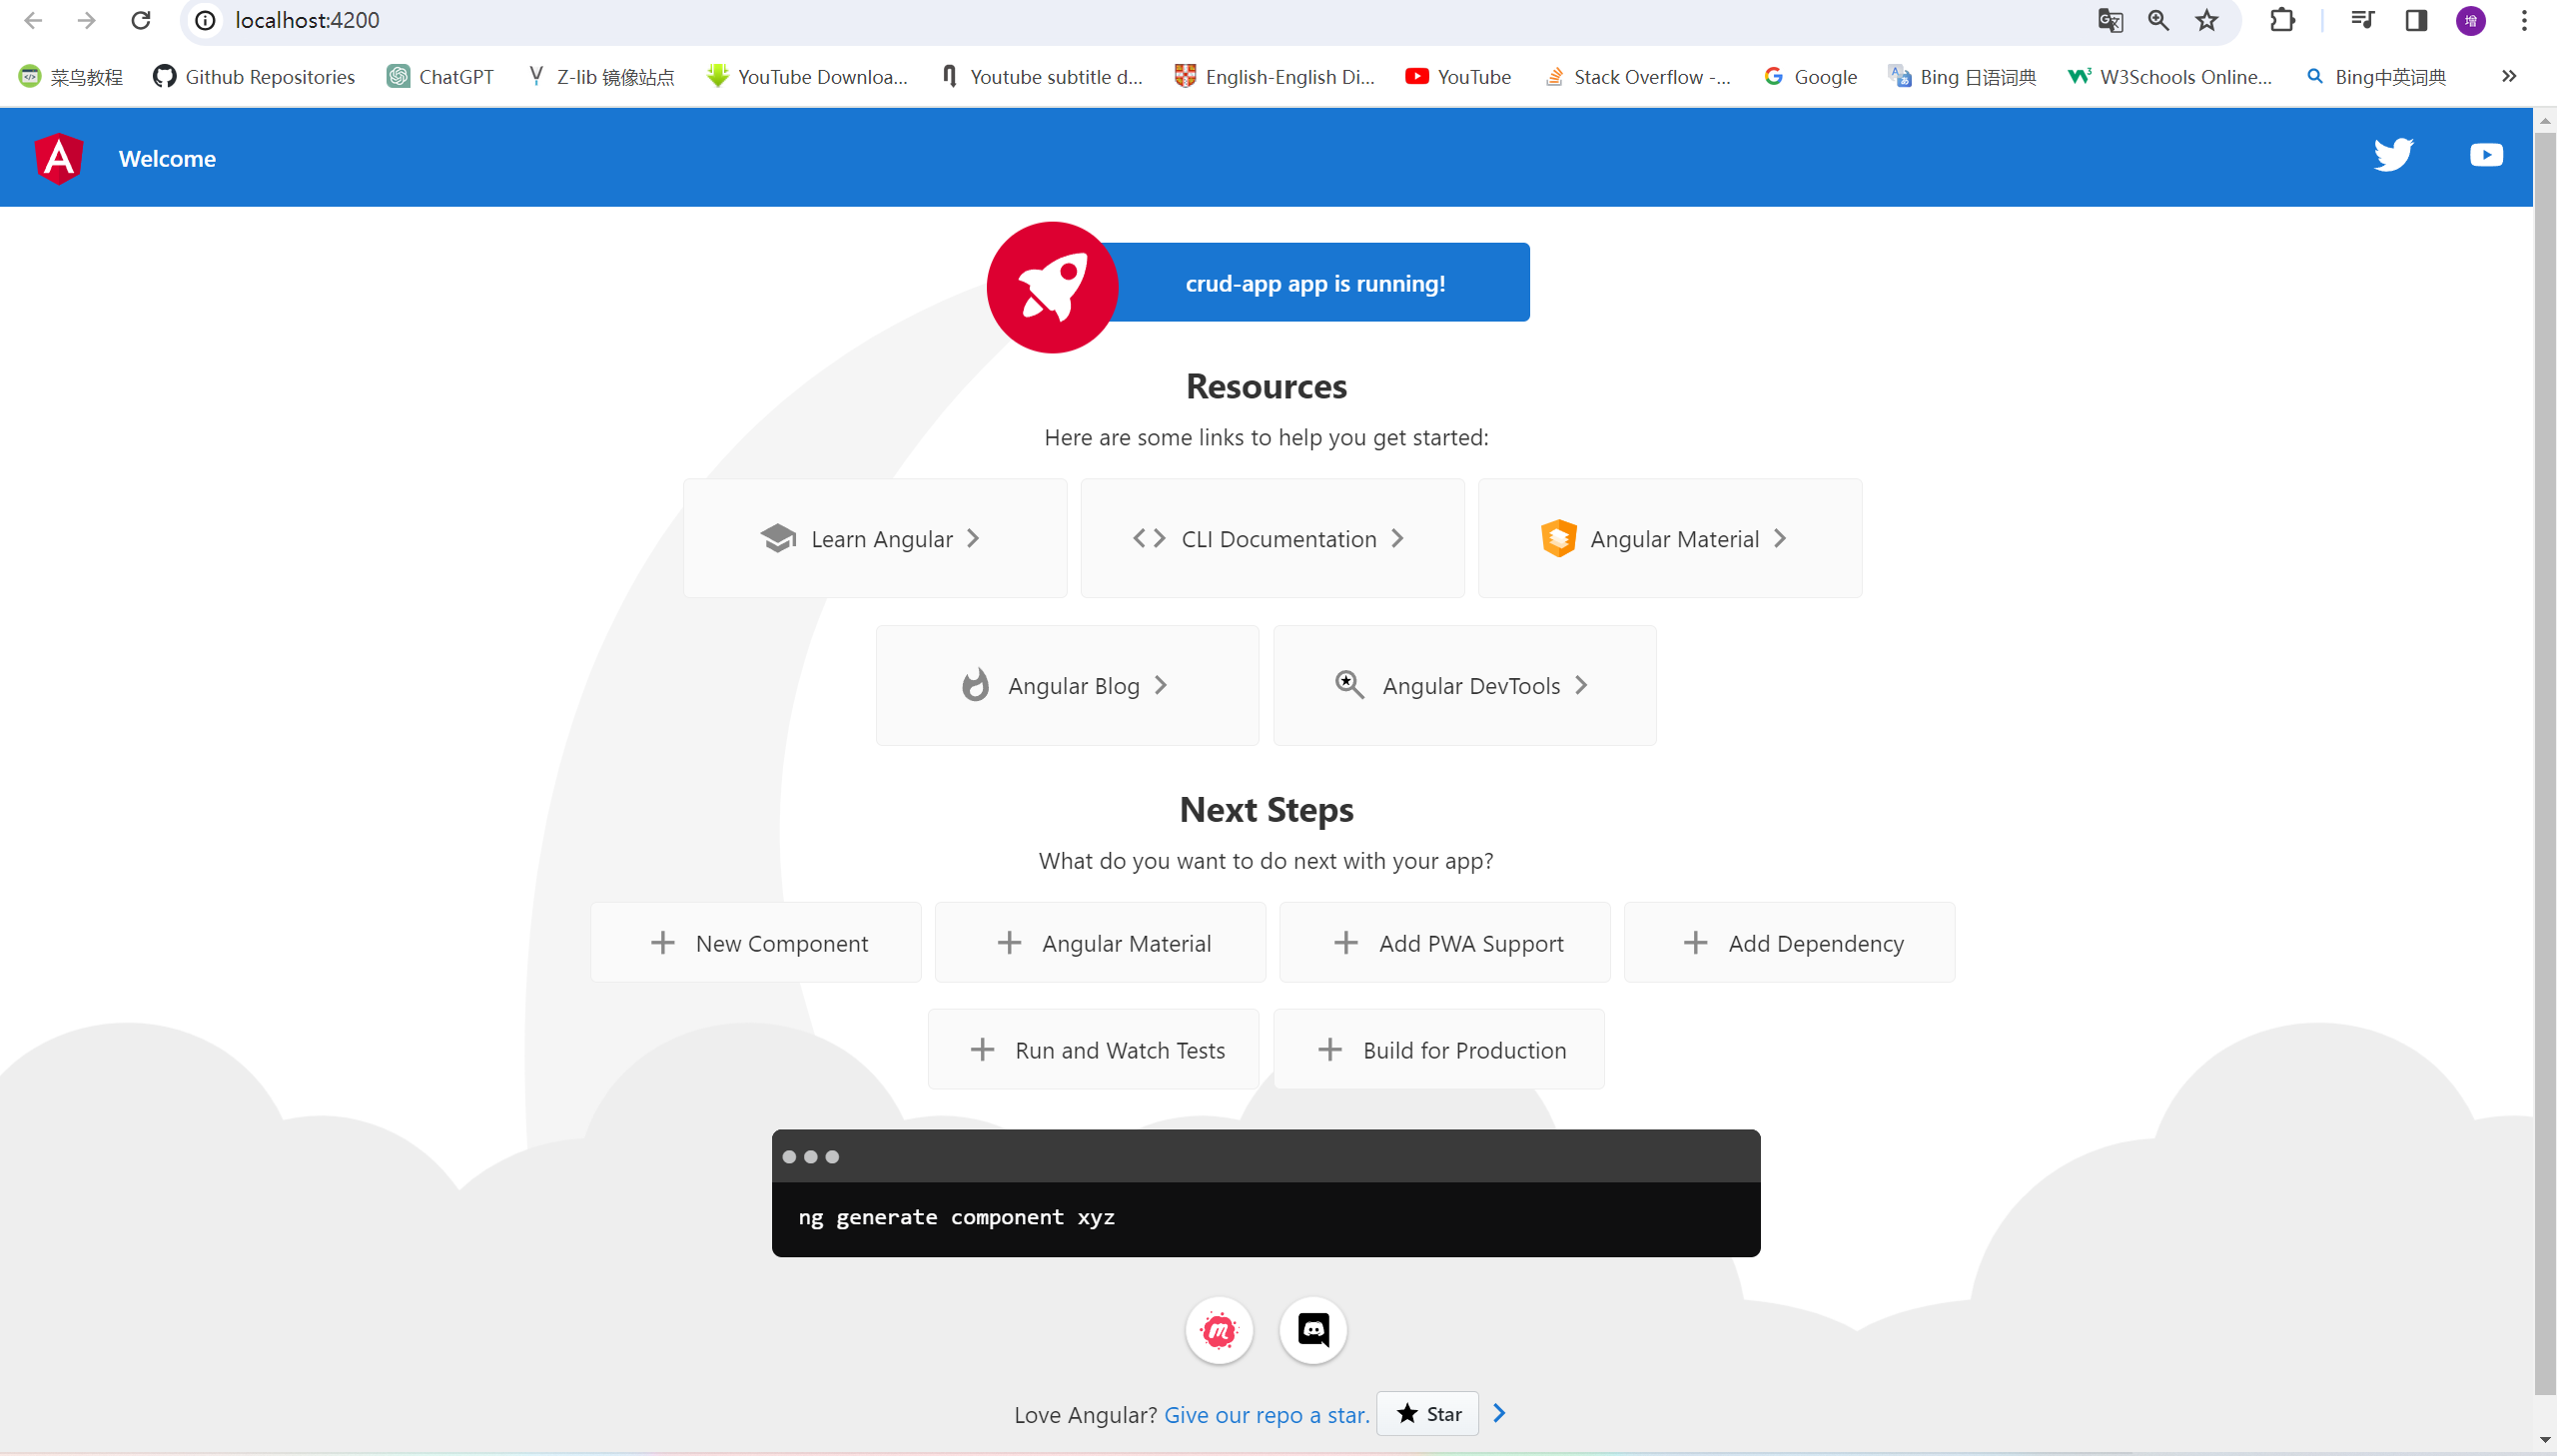 localhost:4200
增
菜鸟教程 Github Repositories ChatGPT Z-lib 镜像站点 YouTube Downloa... Youtube subtitle d... English-English Di... YouTube Stack Overflow -... Google Bing 日语词典 W3Schools Online... Bing中英词典 »
Welcome
crud-app app is running!
Resources
Here are some links to help you get started:
Learn Angular CLI Documentation Angular Material
Angular Blog Angular DevTools
Next Steps
What do you want to do next with your app?
New Component Angular Material Add PWA Support Add Dependency
Run and Watch Tests Build for Production
ng generate component xyz
Love Angular? Give our repo a star. Star